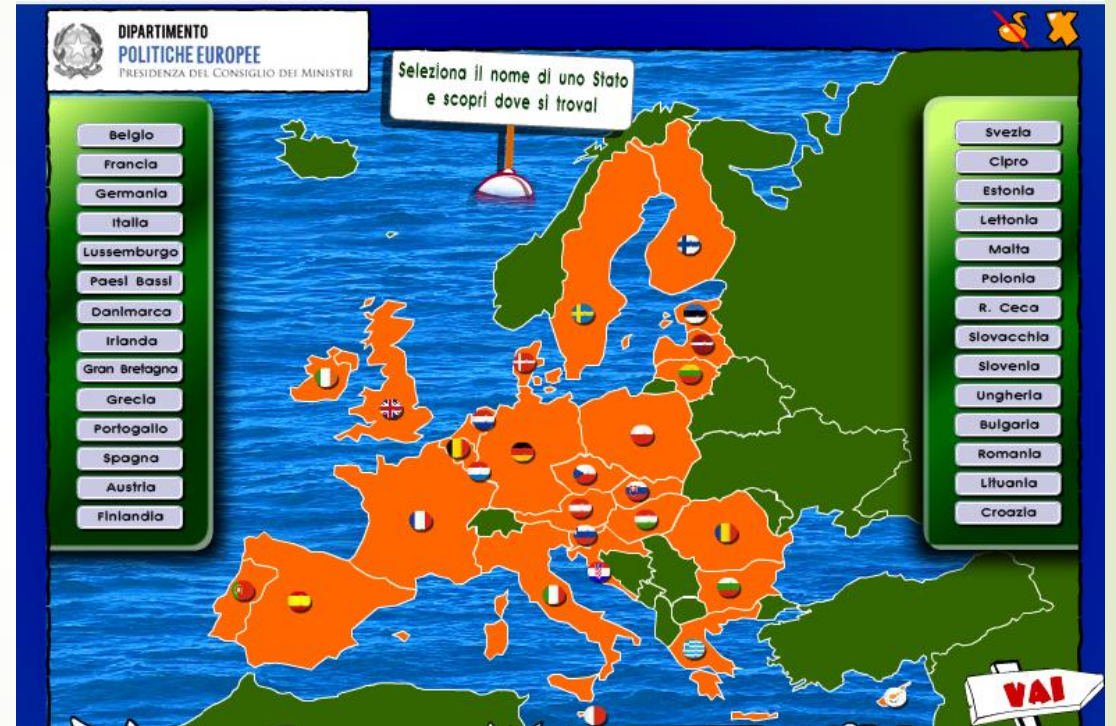 DIPARTIMENTO
POLITICHE EUROPEE
PRESIDENZA DEL CONSIGLIO DEI MINISTRI
Seleziona il nome di uno Stato
e scopri dove si trova!
Belgio
Francia
Germania
Italia
Lussemburgo
Paesi Bassi
Danimarca
Irlanda
Gran Bretagna
Grecia
Portogallo
Spagna
Austria
Finlandia
Svezia
Cipro
Estonia
Lettonia
Malta
Polonia
R. Ceca
Slovacchia
Slovenia
Ungheria
Bulgaria
Romania
Lituania
Croazia
VAI